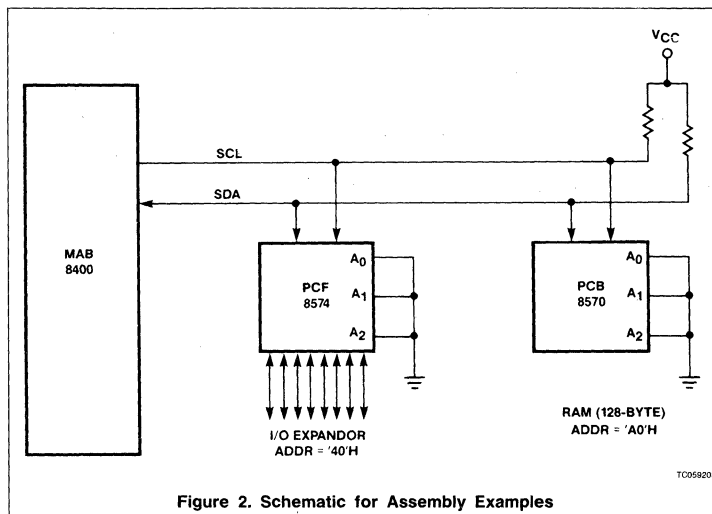 VCC
SCL
SDA
MAB
8400
PCF
8574
A0
A1
A2
PCB
8570
A0
A1
A2
I/O EXPANDOR
ADDR = '40'H
RAM (128-BYTE)
ADDR = 'A0'H
TC05920
Figure 2. Schematic for Assembly Examples